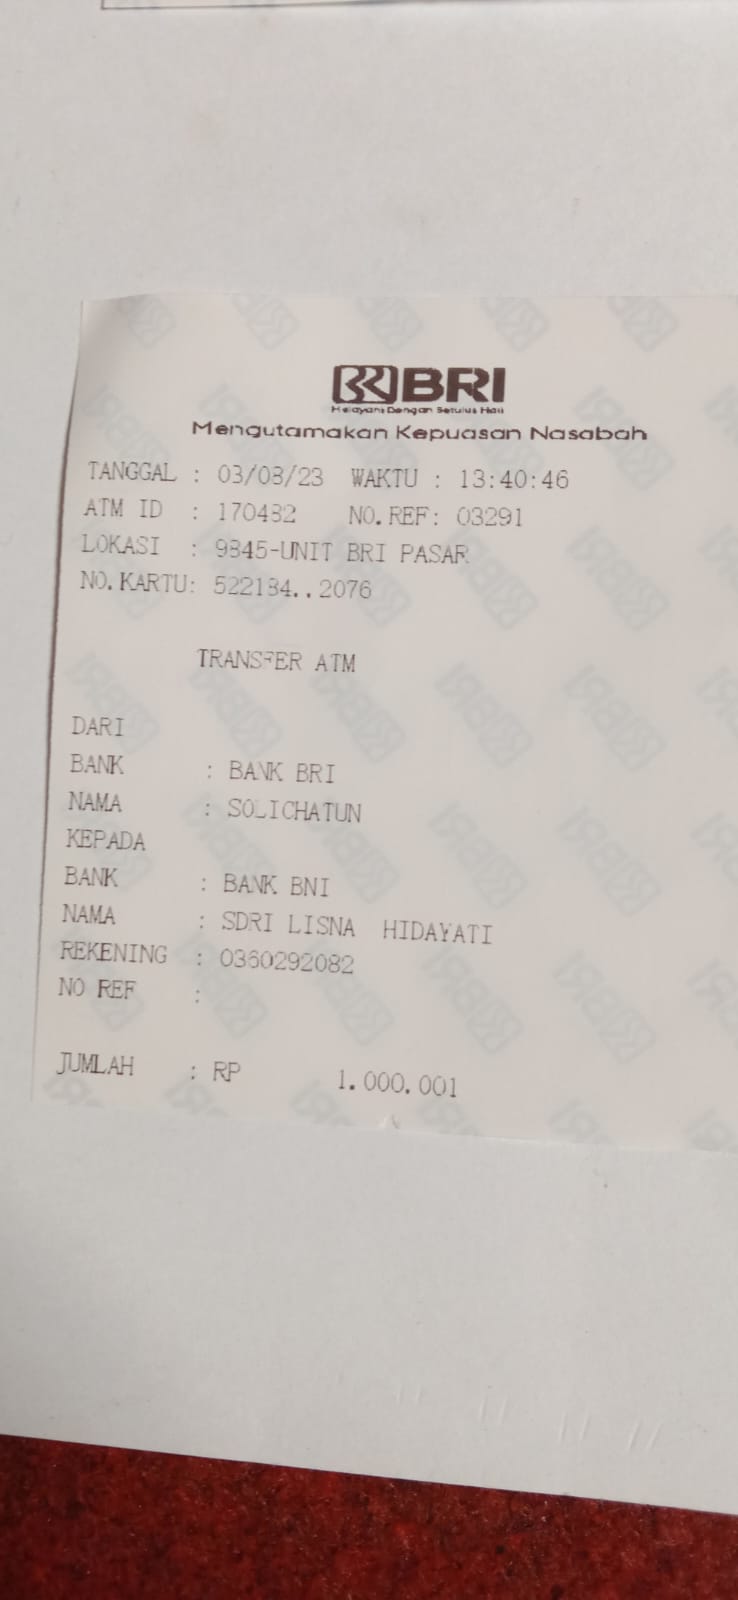 BRI
Melayani Dengan Setulus Hati
Mengutamakan Kepuasan Nasabah
TANGGAL : 03/08/23 WAKTU : 13:40:46
ATM ID : 170482 NO.REF: 03291
LOKASI : 9845-UNIT BRI PASAR
NO.KARTU: 522184..2076
TRANSFER ATM
DARI
BANK : BANK BRI
NAMA : SOLICHATUN
KEPADA
BANK : BANK BNI
NAMA : SDRI LISNA HIDAYATI
REKENING : 0360292082
NO REF :
JUMLAH : RP 1.000.001